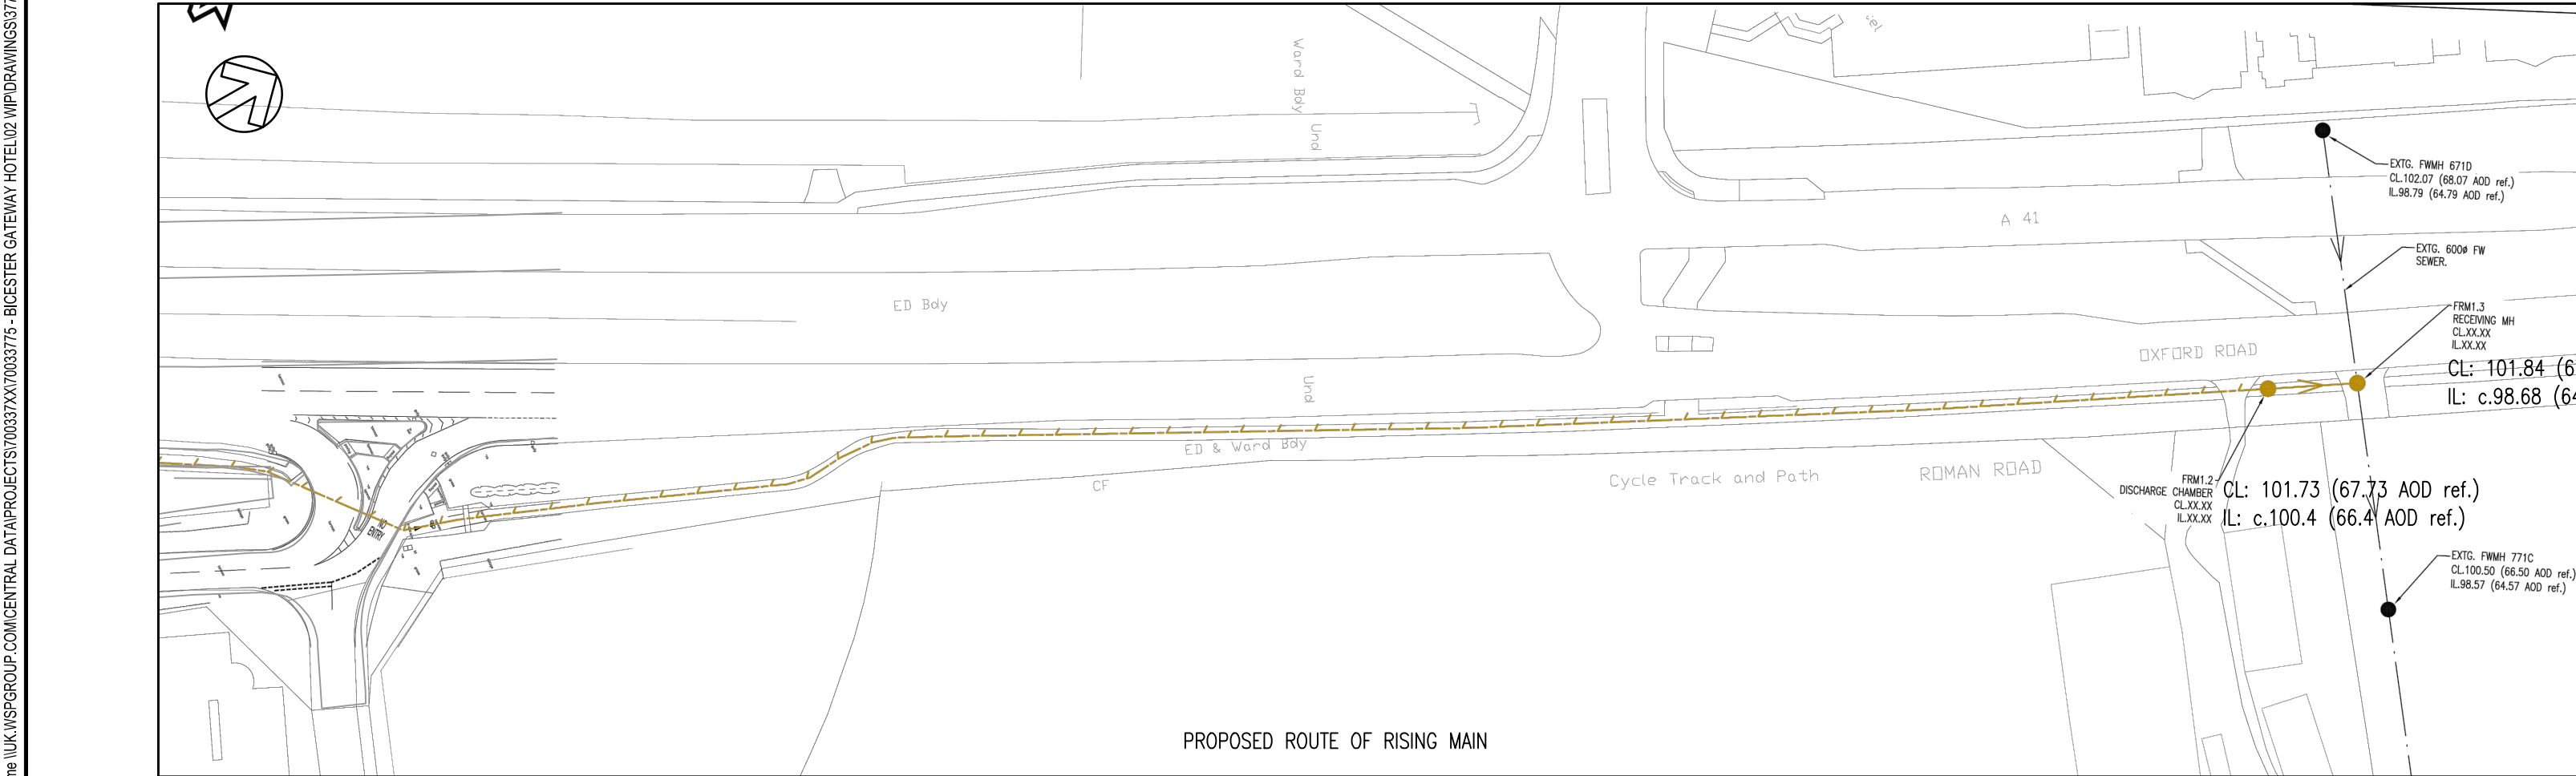 me \\UK.WSPGROUP.COM\CENTRAL DATA\PROJECTS\700337XX\70033775 - BICESTER GATEWAY HOTEL\02 WIP\DRAWINGS\377
Ward Bdy
Und
EXTG. FWMH 671D
CL.102.07 (68.07 AOD ref.)
IL.98.79 (64.79 AOD ref.)
A 41
EXTG. 600ø FW
SEWER.
ED Bdy
FRM1.3
RECEIVING MH
CL.XX.XX
IL.XX.XX
OXFORD ROAD
CL: 101.84 (6
IL: c.98.68 (64
Und
ED & Ward Bdy
CF
Cycle Track and Path
ROMAN ROAD
FRM1.2
DISCHARGE CHAMBER
CL.XX.XX
IL.XX.XX
CL: 101.73 (67.73 AOD ref.)
IL: c.100.4 (66.4 AOD ref.)
NO
ENTRY
EXTG. FWMH 771C
CL.100.50 (66.50 AOD ref.)
IL.98.57 (64.57 AOD ref.)
PROPOSED ROUTE OF RISING MAIN